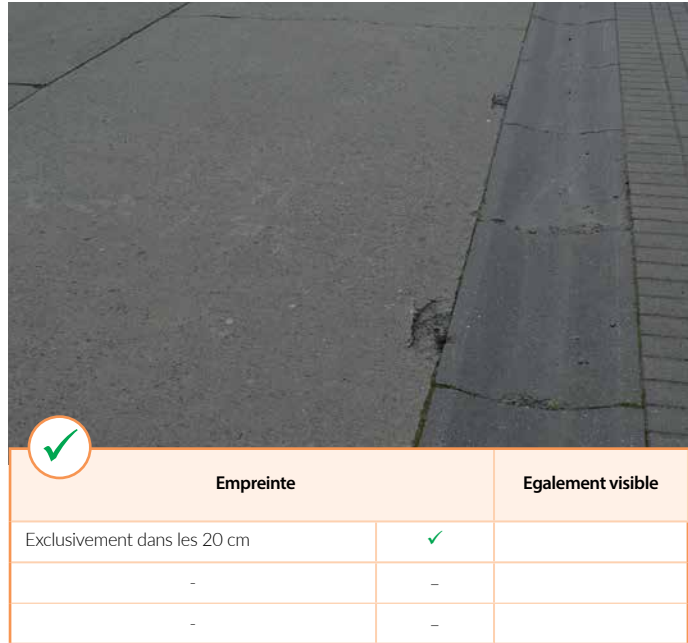 Empreinte Egalement visible
Exclusivement dans les 20 cm ✓
- –
- –